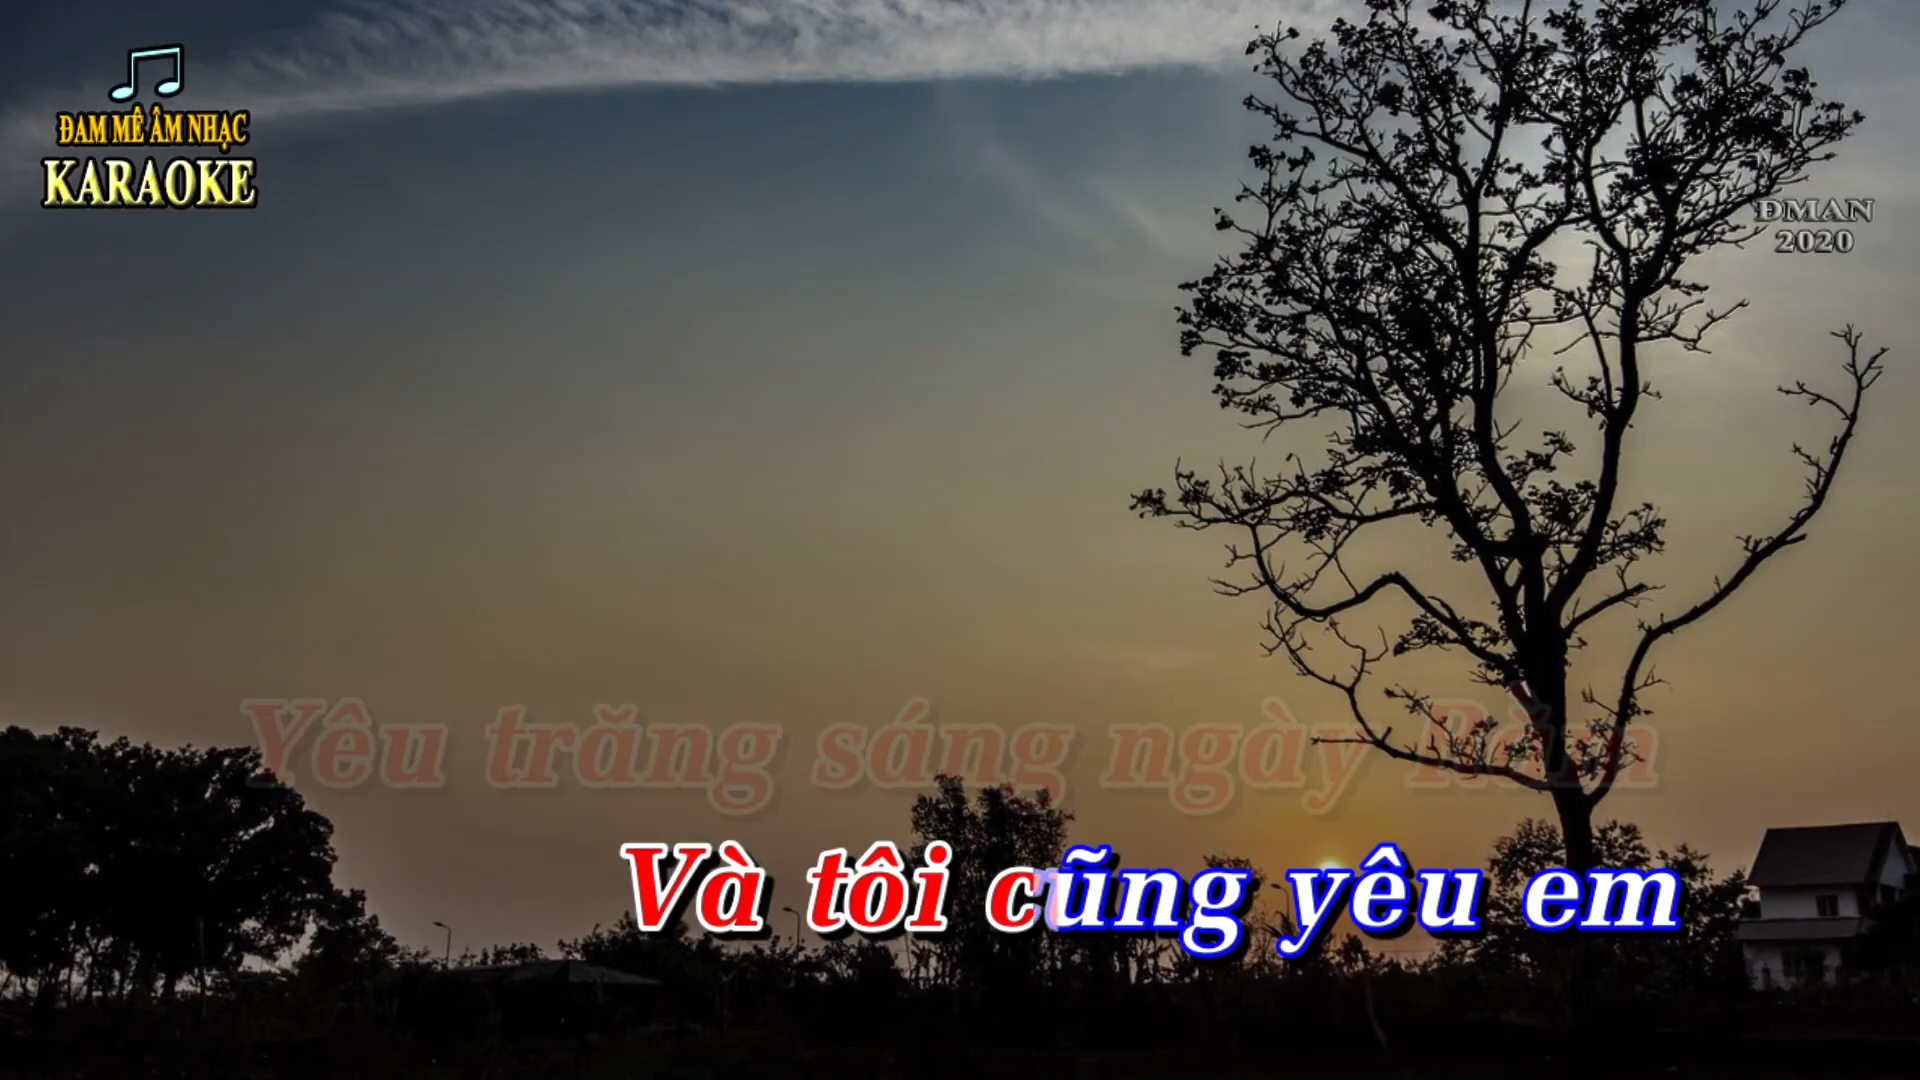 ĐAM MÊ ÂM NHẠC
KARAOKE
ĐMAN
2020
Yêu trăng sáng ngày Rằm
Và tôi cũng yêu em